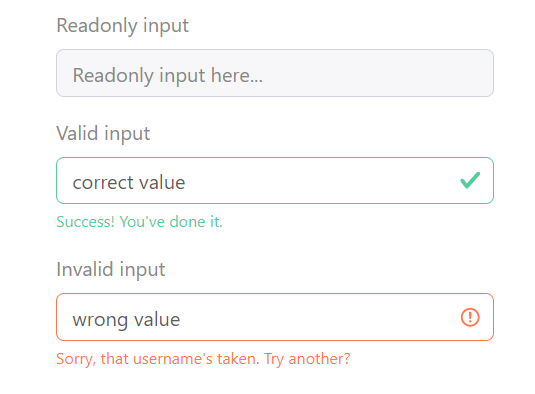 Readonly input
Readonly input here...
Valid input
correct value
Success! You've done it.
Invalid input
wrong value
Sorry, that username's taken. Try another?